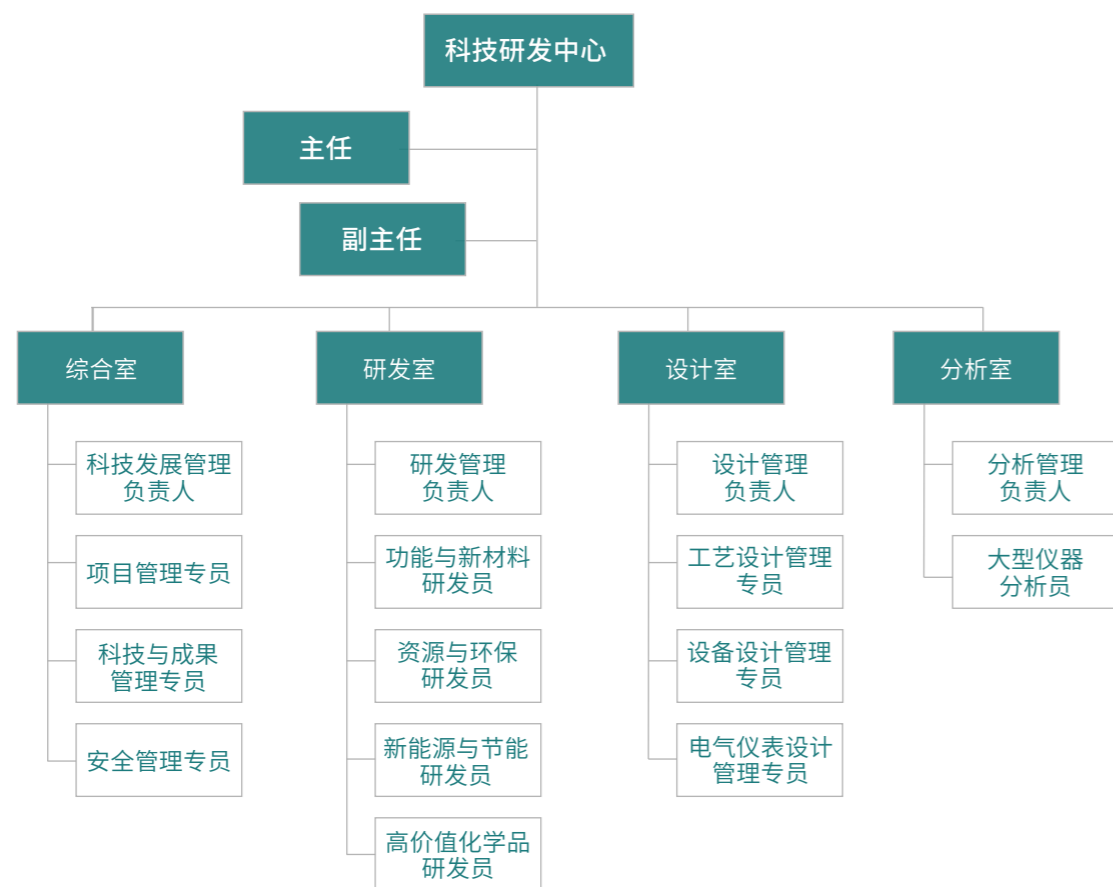 科技研发中心
主任
副主任
综合室
研发室
设计室
分析室
科技发展管理
负责人
项目管理专员
科技与成果
管理专员
安全管理专员
研发管理
负责人
功能与新材料
研发员
资源与环保
研发员
新能源与节能
研发员
高价值化学品
研发员
设计管理
负责人
工艺设计管理
专员
设备设计管理
专员
电气仪表设计
管理专员
分析管理
负责人
大型仪器
分析员